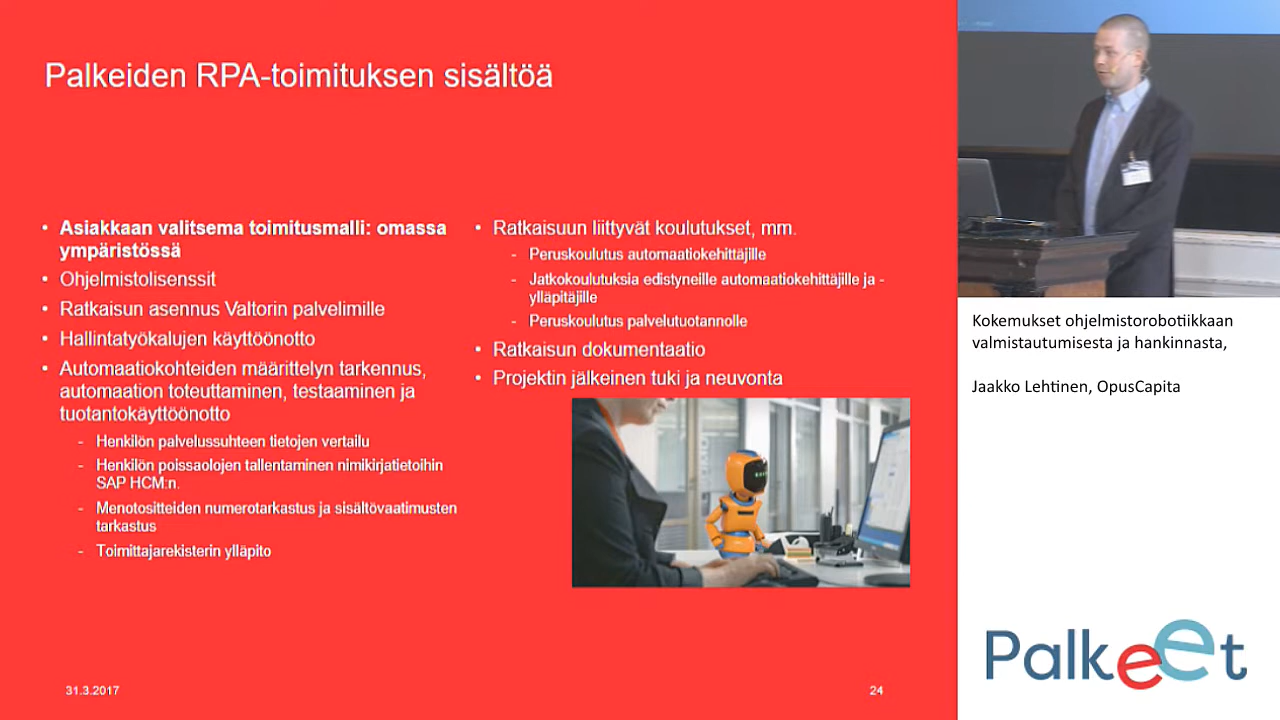 Palkeiden RPA-toimituksen sisältöä
• Asiakkaan valitsema toimitusmalli: omassa
ympäristössä
• Ohjelmistolisenssit
• Ratkaisun asennus Valtorin palvelimille
• Hallintatyökalujen käyttöönotto
• Automaatiokohteiden määrittelyn tarkennus,
automaation toteuttaminen, testaaminen ja
tuotantokäyttöönotto
- Henkilön palvelussuhteen tietojen vertailu
- Henkilön poissaolojen tallentaminen nimikirjatietoihin
SAP HCM:n.
- Menotositteiden numerotarkastus ja sisältövaatimusten
tarkastus
- Toimittajarekisterin ylläpito
• Ratkaisuun liittyvät koulutukset, mm.
- Peruskoulutus automaatiokehittäjille
- Jatkokoulutuksia edistyneille automaatiokehittäjille ja -
ylläpitäjille
- Peruskoulutus palvelutuotannolle
• Ratkaisun dokumentaatio
• Projektin jälkeinen tuki ja neuvonta
31.3.2017
24
Kokemukset ohjelmistorobotiikkaan
valmistautumisesta ja hankinnasta,
Jaakko Lehtinen, OpusCapita
Palkeet